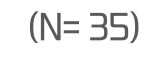 (N= 35)